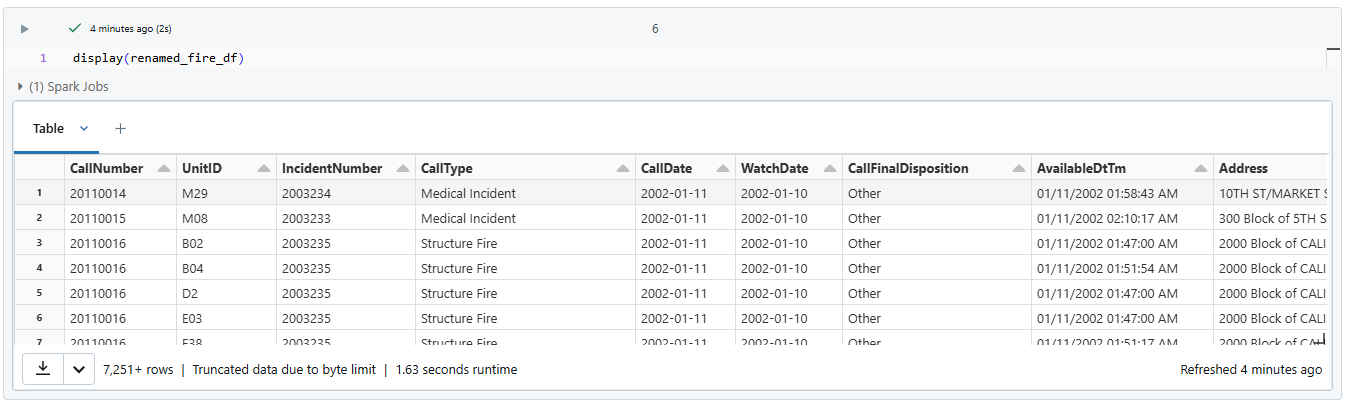 4 minutes ago (2s)
6
1 display(renamed_fire_df)
(1) Spark Jobs
Table
CallNumber UnitID IncidentNumber CallType CallDate WatchDate CallFinalDisposition AvailableDtTm Address
1 20110014 M29 2003234 Medical Incident 2002-01-11 2002-01-10 Other 01/11/2002 01:58:43 AM 10TH ST/MARKET
2 20110015 M08 2003233 Medical Incident 2002-01-11 2002-01-10 Other 01/11/2002 02:10:17 AM 300 Block of 5TH
3 20110016 B02 2003235 Structure Fire 2002-01-11 2002-01-10 Other 01/11/2002 01:47:00 AM 2000 Block of CALI
4 20110016 B04 2003235 Structure Fire 2002-01-11 2002-01-10 Other 01/11/2002 01:51:54 AM 2000 Block of CALI
5 20110016 D2 2003235 Structure Fire 2002-01-11 2002-01-10 Other 01/11/2002 01:47:00 AM 2000 Block of CALI
6 20110016 E03 2003235 Structure Fire 2002-01-11 2002-01-10 Other 01/11/2002 01:47:00 AM 2000 Block of CALI
7 20110016 E38 2003235 Structure Fire 2002-01-11 2002-01-10 Other 01/11/2002 01:51:17 AM 2000 Block of CALI
7,251+ rows | Truncated data due to byte limit | 1.63 seconds runtime
Refreshed 4 minutes ago